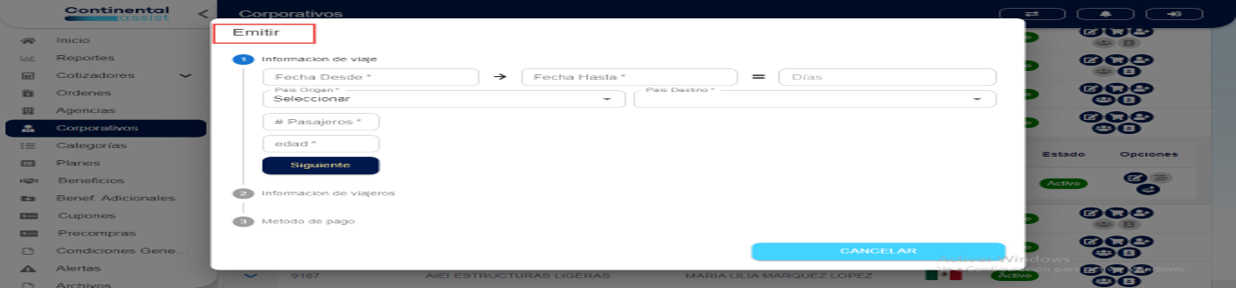 Continental
assist
Corporativos
Inicio
Reportes
Cotizadores
Ordenes
Agencias
Corporativos
Categorías
Planes
Beneficios
Benef. Adicionales
Cupones
Precompras
Condiciones Gene...
Alertas
Archivos
Emitir
1 Informacion de viaje
Fecha Desde * → Fecha Hasta * = Días
Pais Origen * Pais Destino *
Seleccionar
# Pasajeros *
edad *
Siguiente
2 Informacion de viajeros
3 Metodo de pago
CANCELAR
Estado Opciones
Activo
9187 AIEI ESTRUCTURAS LIGERAS MARIA LILIA MARQUEZ LOPEZ Activo
Activar Windows